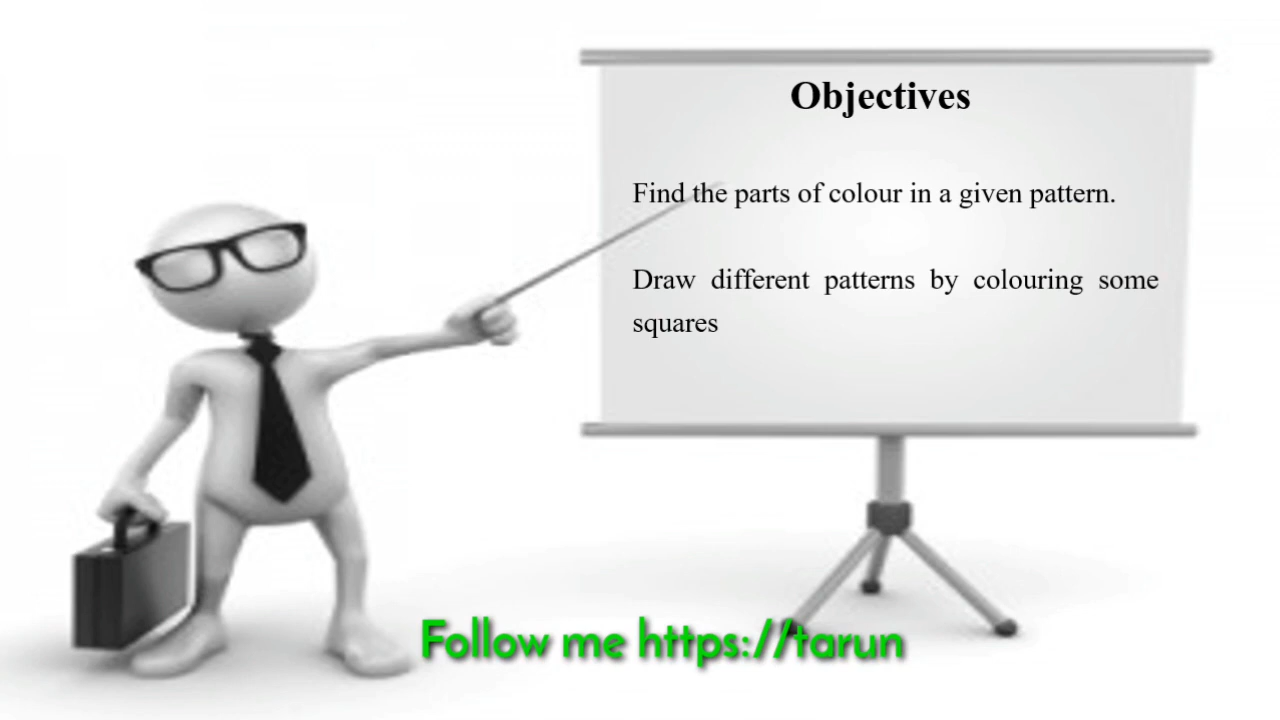 Objectives
Find the parts of colour in a given pattern.
Draw different patterns by colouring some
squares
Follow me https://tarun